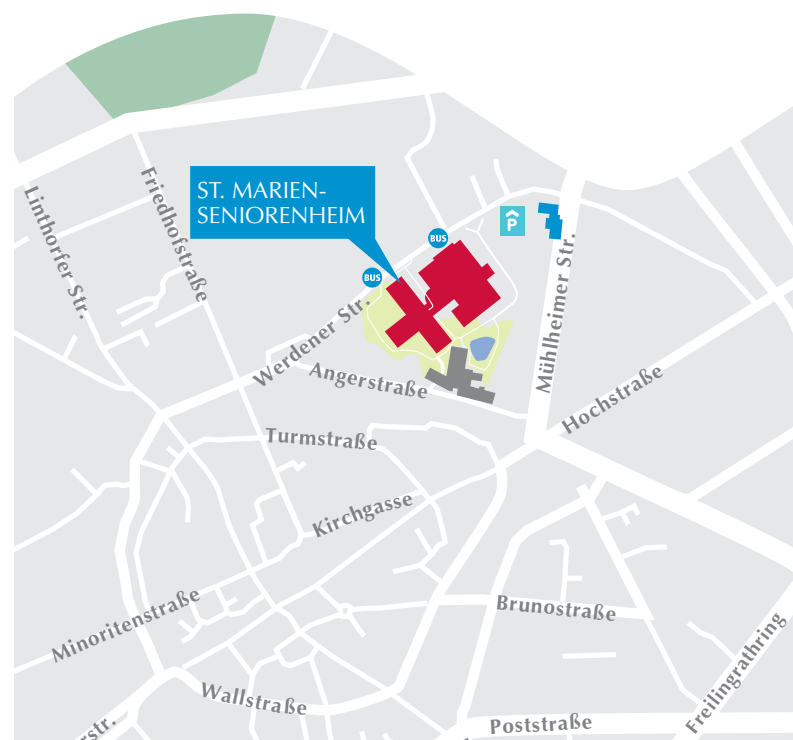 ST. MARIEN-
SENIORENHEIM
Linthorfer Str.
Friedhofstraße
BUS
BUS
P
Mühlheimer Str.
Werdener Str.
Angerstraße
Hochstraße
Turmstraße
Kirchgasse
Minoritenstraße
Brunostraße
Freilingrathring
Wallstraße
Poststraße
rstr.